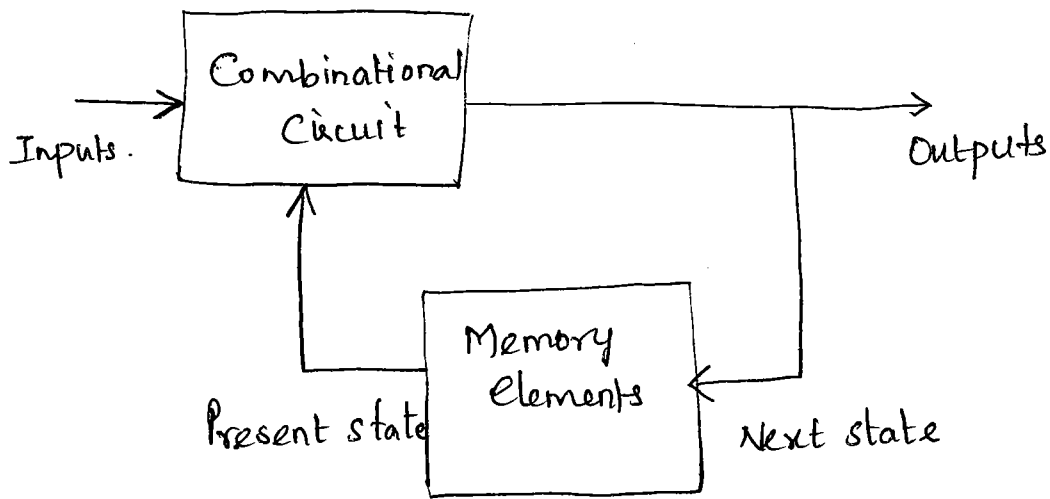 Combinational
Circuit
Inputs.
Outputs
Memory
Elements
Present state
Next state